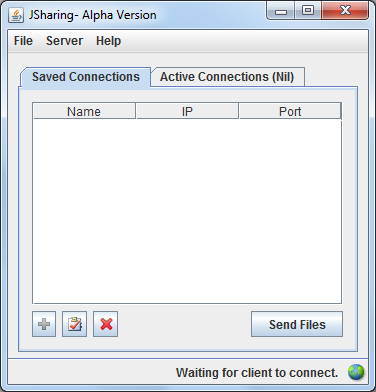 JSharing- Alpha Version
File Server Help
Saved Connections Active Connections (Nil)
Name IP Port
Send Files
Waiting for client to connect.